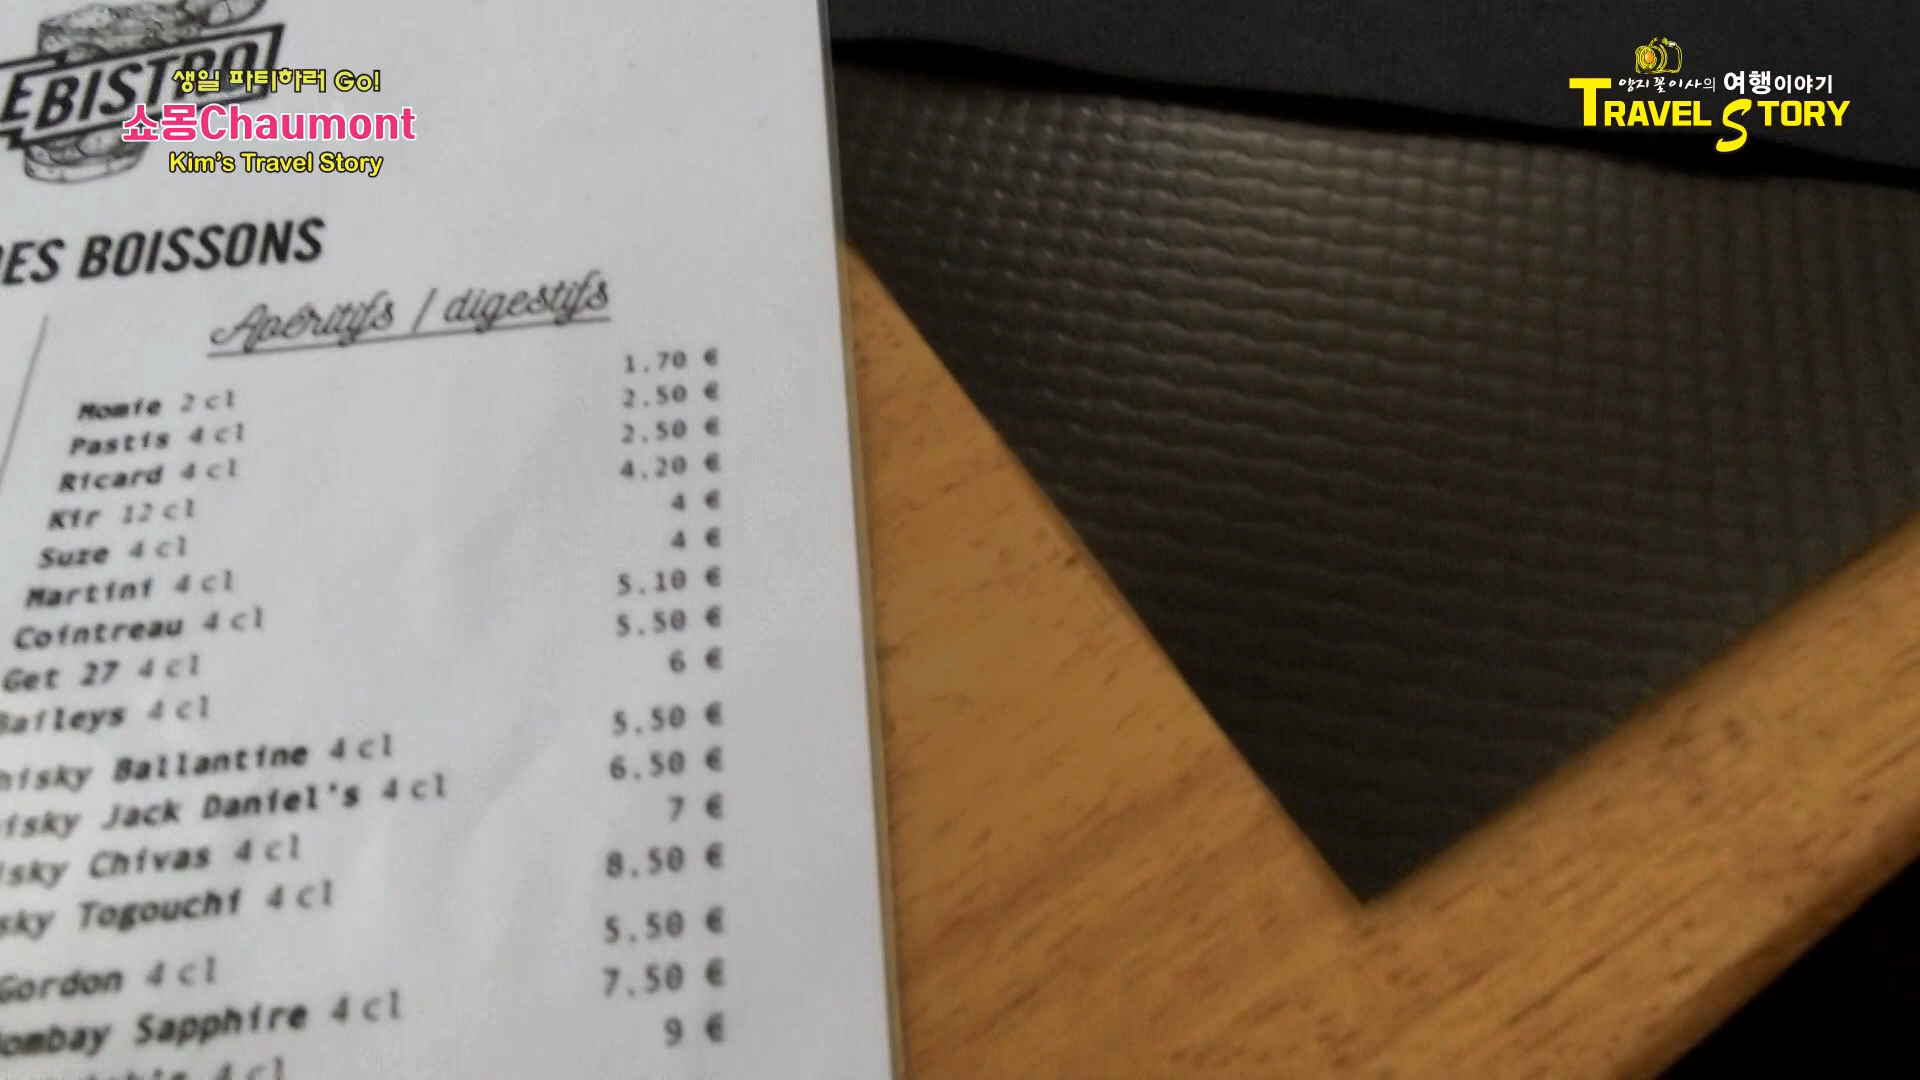 EBISTRO
생일 파티하러 Go!
쇼몽Chaumont
Kim's Travel Story
양지꽃이사의 여행이야기
TRAVEL STORY
DES BOISSONS
Apéritifs / digestifs
Momie 2 cl 1.70 €
Pastis 4 cl 2.50 €
Ricard 4 cl 2.50 €
Kir 12 cl 4.20 €
Suze 4 cl 4 €
Martini 4 cl 4 €
Cointreau 4 cl 5.10 €
Get 27 4 cl 5.50 €
Baileys 4 cl 6 €
hisky Ballantine 4 cl 5.50 €
isky Jack Daniel's 4 cl 6.50 €
isky Chivas 4 cl 7 €
sky Togouchi 4 cl 8.50 €
Gordon 4 cl 5.50 €
ombay Sapphire 4 cl 7.50 €
4 cl 9 €